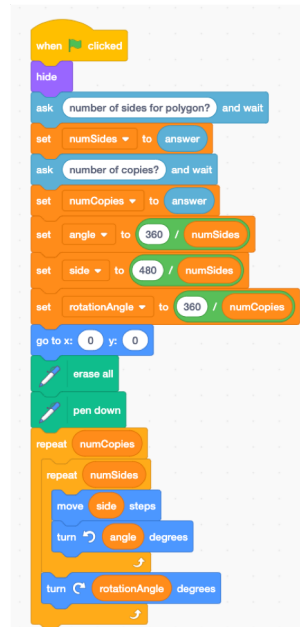 when clicked
hide
ask number of sides for polygon? and wait
set numSides to answer
ask number of copies? and wait
set numCopies to answer
set angle to 360 / numSides
set side to 480 / numSides
set rotationAngle to 360 / numCopies
go to x: 0 y: 0
erase all
pen down
repeat numCopies
repeat numSides
move side steps
turn angle degrees
turn rotationAngle degrees